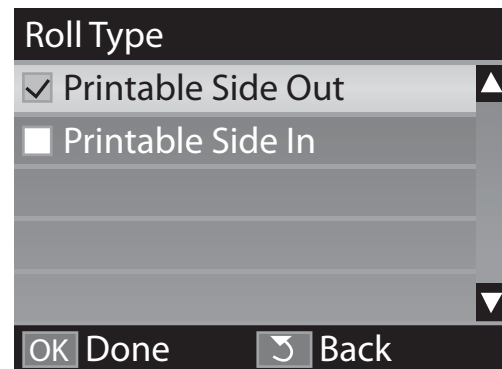 Roll Type
Printable Side Out
Printable Side In
OK Done Back